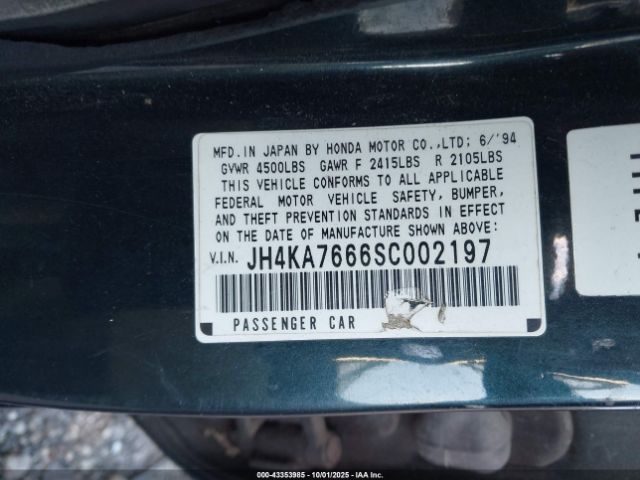 MFD. IN JAPAN BY HONDA MOTOR CO.,LTD; 6/'94
GVWR 4500LBS GAWR F 2415LBS R 2105LBS
THIS VEHICLE CONFORMS TO ALL APPLICABLE
FEDERAL MOTOR VEHICLE SAFETY, BUMPER,
AND THEFT PREVENTION STANDARDS IN EFFECT
ON THE DATE OF MANUFACTURE SHOWN ABOVE:
V.I.N. JH4KA7666SC002197
PASSENGER CAR
000-43353985 - 10/01/2025 - IAA Inc.